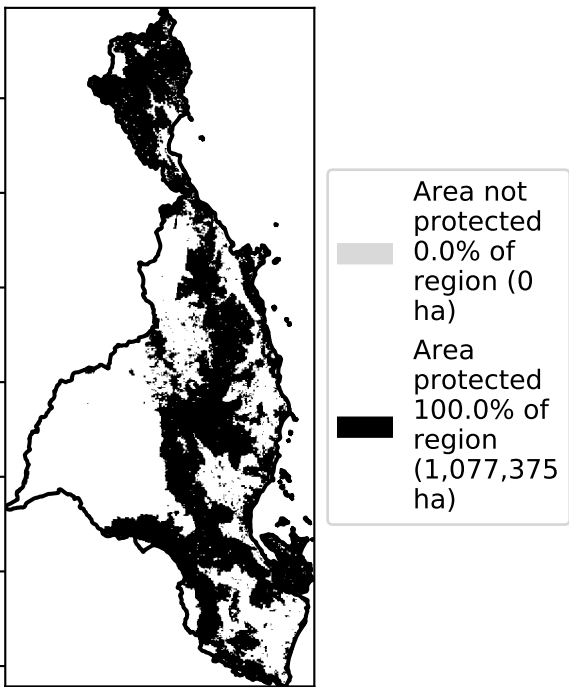 Area not
protected
0.0% of
region (0
ha)
Area
protected
100.0% of
region
(1,077,375
ha)